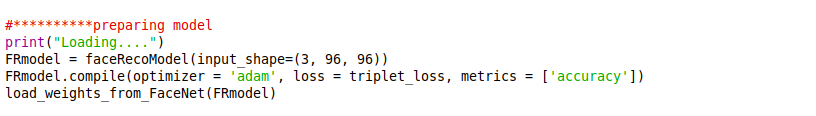 #**********preparing model
print("Loading....")
FRmodel = faceRecoModel(input_shape=(3, 96, 96))
FRmodel.compile(optimizer = 'adam', loss = triplet_loss, metrics = ['accuracy'])
load_weights_from_FaceNet(FRmodel)